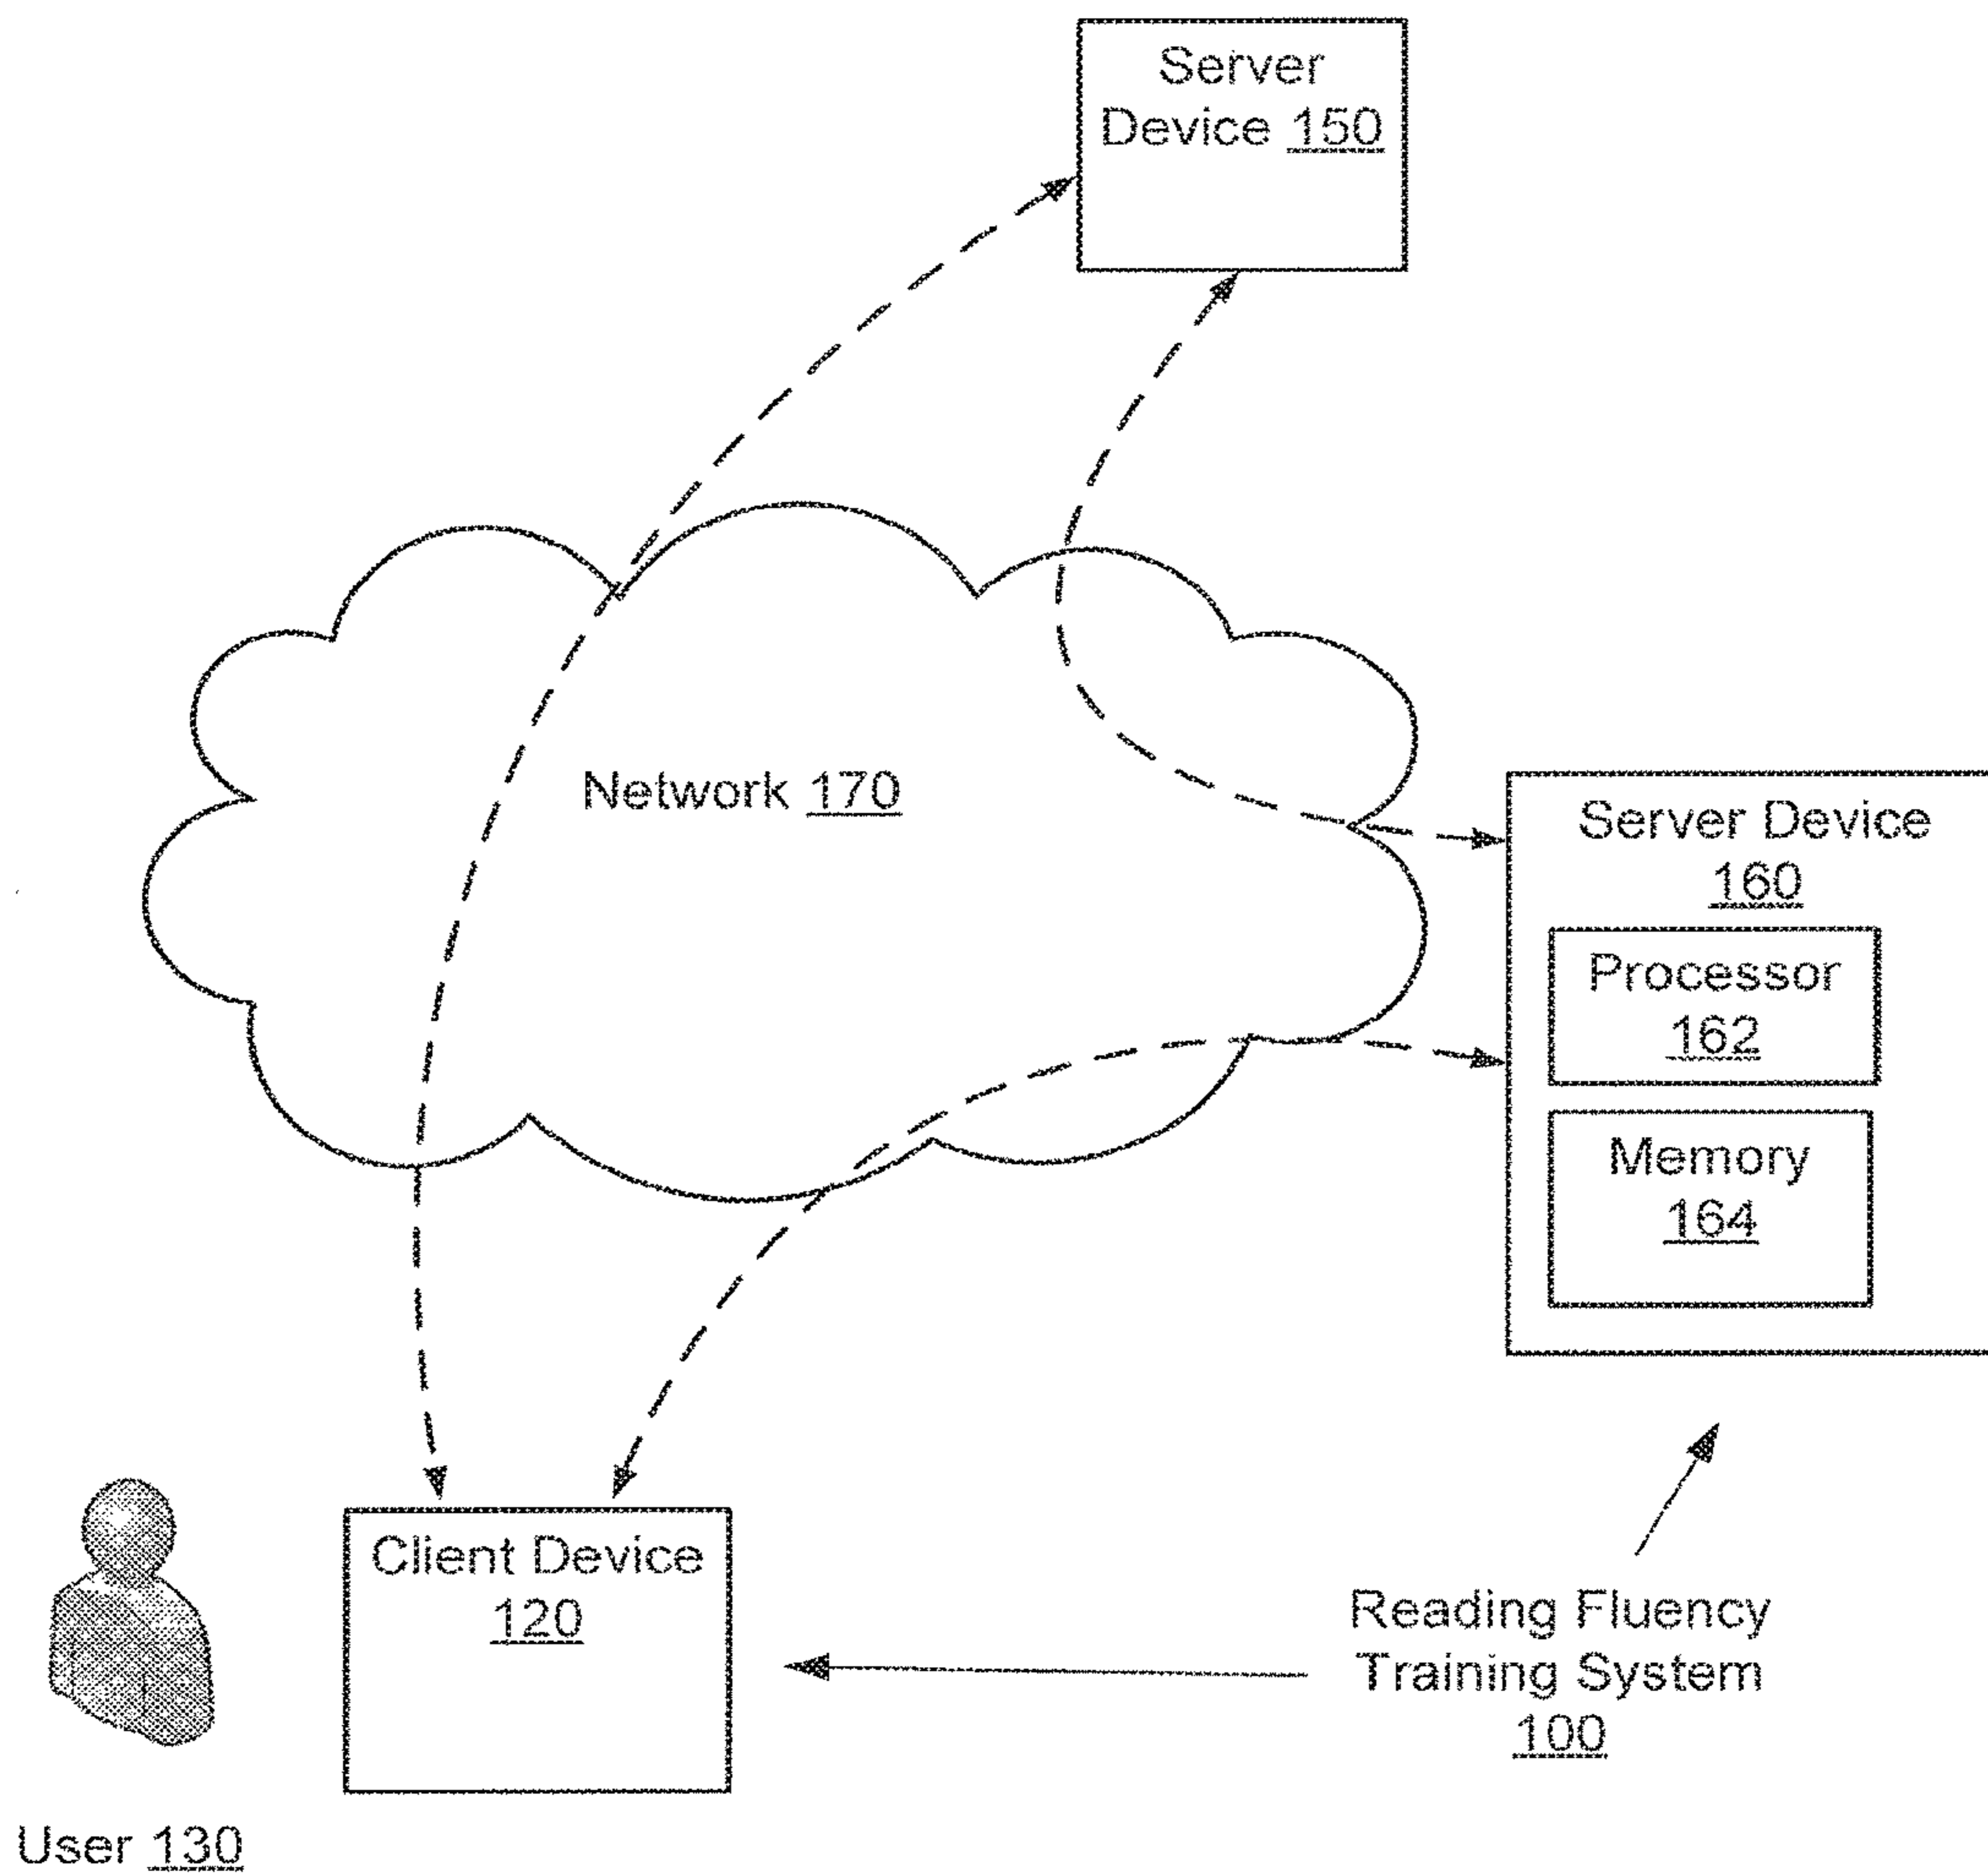 Server
Device 150
Network 170
Server Device
160
Processor
162
Memory
164
Client Device
120
Reading Fluency
Training System
100
User 130